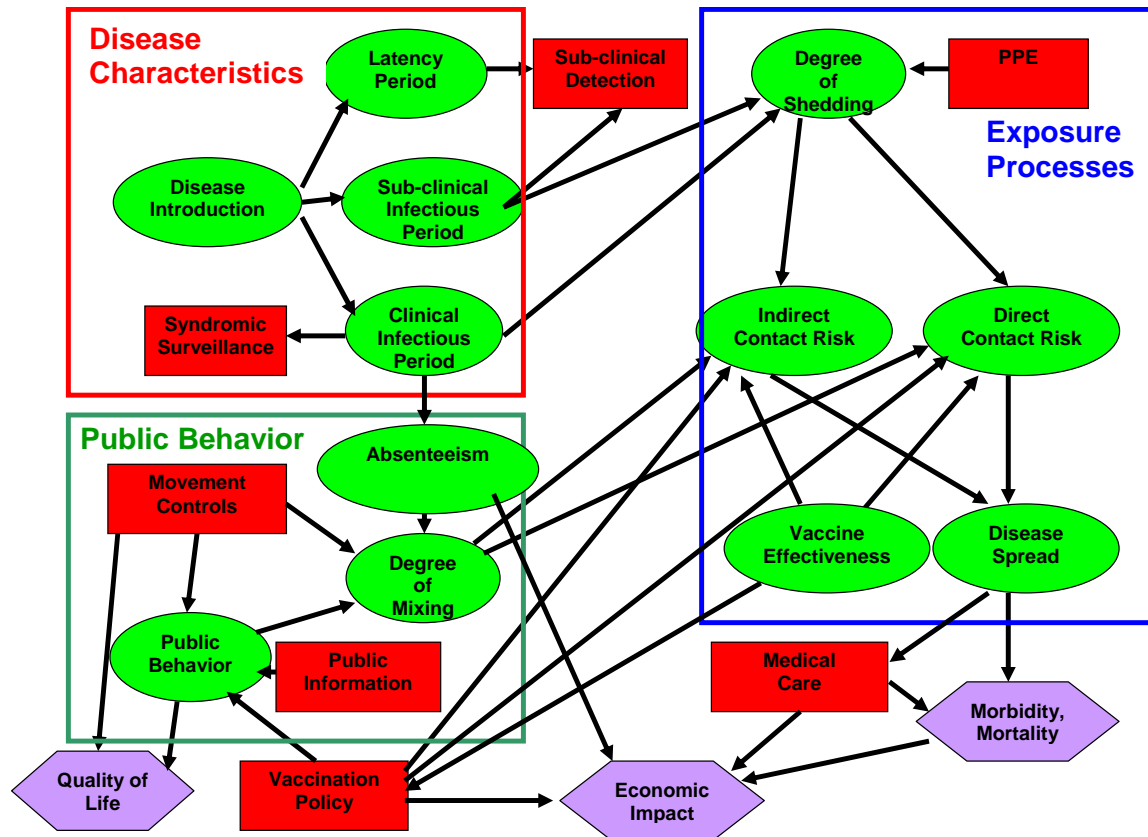 Disease
Characteristics
Latency
Period
Sub-clinical
Detection
Degree
of
Shedding
PPE
Exposure
Processes
Disease
Introduction
Sub-clinical
Infectious
Period
Syndromic
Surveillance
Clinical
Infectious
Period
Indirect
Contact Risk
Direct
Contact Risk
Public Behavior
Absenteeism
Movement
Controls
Degree
of
Mixing
Vaccine
Effectiveness
Disease
Spread
Public
Behavior
Public
Information
Medical
Care
Morbidity,
Mortality
Quality of
Life
Vaccination
Policy
Economic
Impact